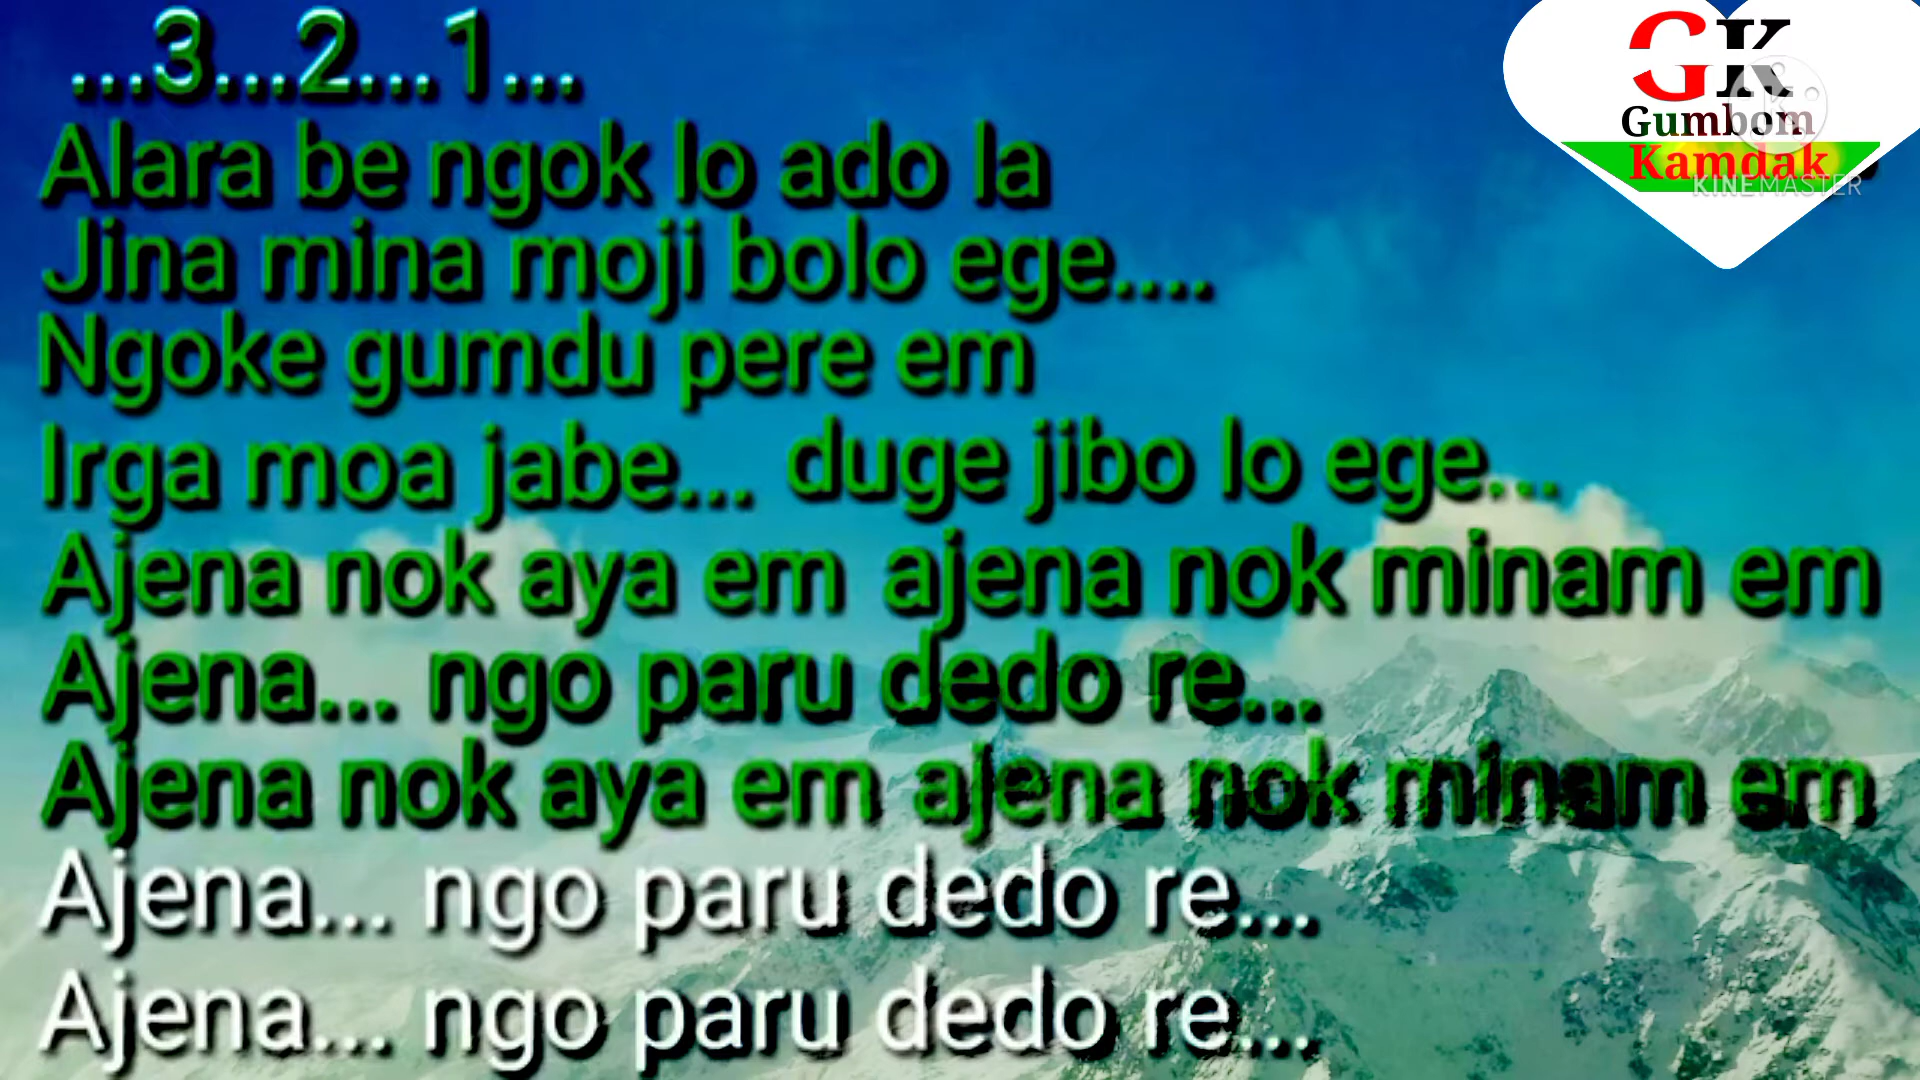 ...3...2...1...
Alara be ngok lo ado la
Jina mina moji bolo ege....
Ngoke gumdu pere em
Irga moa jabe... duge jibo lo ege...
Ajena nok aya em ajena nok minam em
Ajena... ngo paru dedo re...
Ajena nok aya em ajena nok minam em
Ajena... ngo paru dedo re...
Ajena... ngo paru dedo re...
GK
Gumbom
Kamdak
KINEMASTER